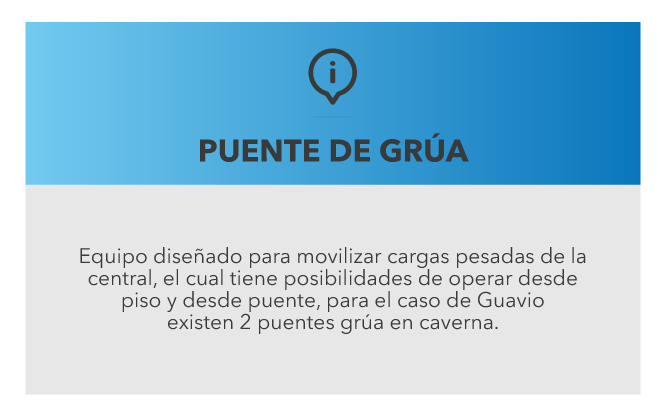 PUENTE DE GRÚA
Equipo diseñado para movilizar cargas pesadas de la
central, el cual tiene posibilidades de operar desde
piso y desde puente, para el caso de Guavio
existen 2 puentes grúa en caverna.